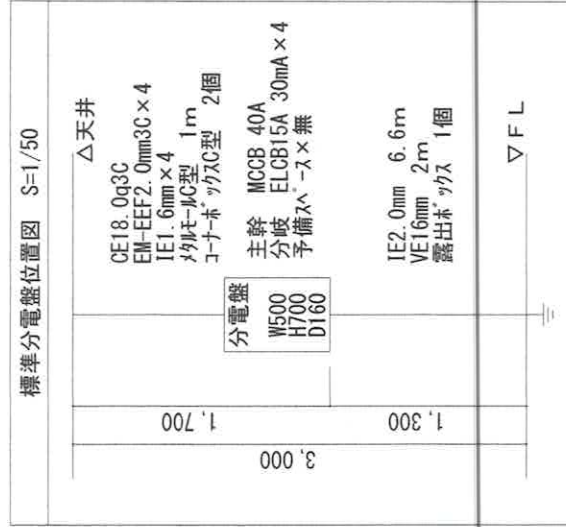 標準分電盤位置図 S=1/50
△天井
CE18.0q3C
EM-EEF2.0mm3C×4
IE1.6mm×4
ﾒﾀﾙﾓｰﾙC型 1m
ｺｰﾅｰﾎﾞｯｸｽC型 2個
分電盤
W500
H700
D160
主幹 MCCB 40A
分岐 ELCB15A 30mA×4
予備ｽﾍﾟｰｽ×無
IE2.0mm 6.6m
VE16mm 2m
露出ﾎﾞｯｸｽ 1個
▽FL
1,700
1,300
3,000